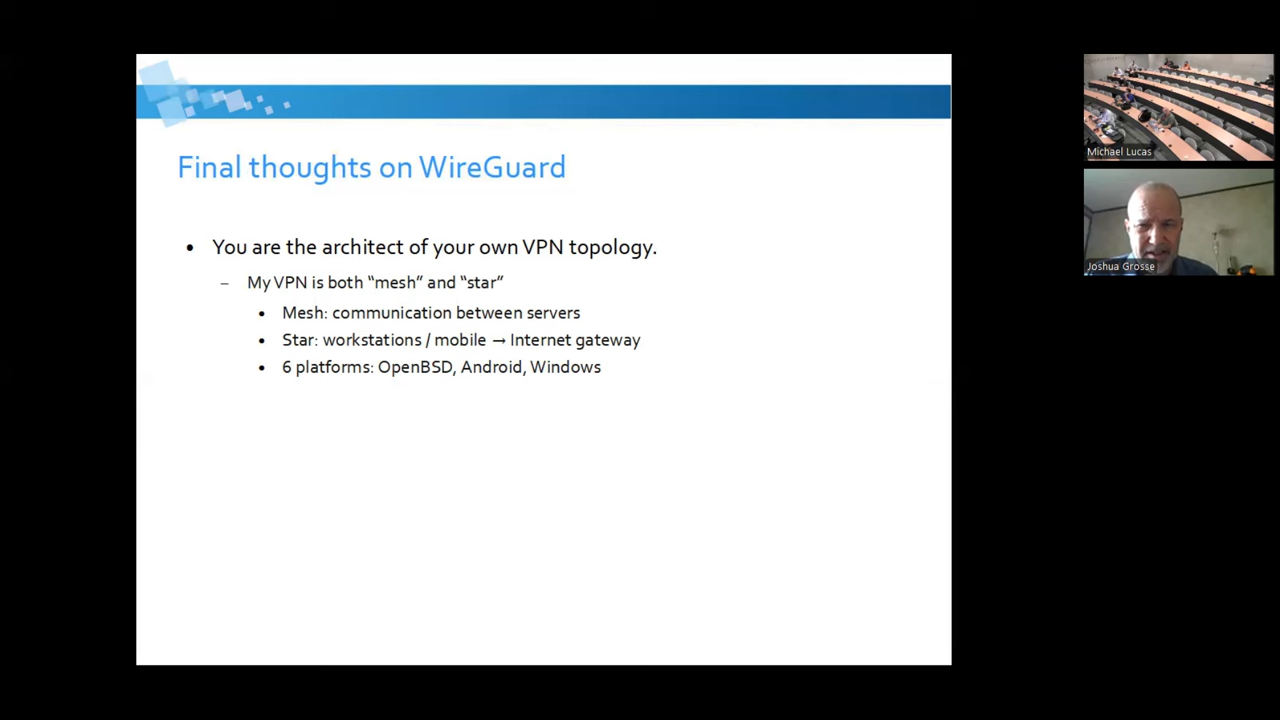 Final thoughts on WireGuard
• You are the architect of your own VPN topology.
– My VPN is both “mesh” and “star”
• Mesh: communication between servers
• Star: workstations / mobile → Internet gateway
• 6 platforms: OpenBSD, Android, Windows
Michael Lucas
Joshua Grosse